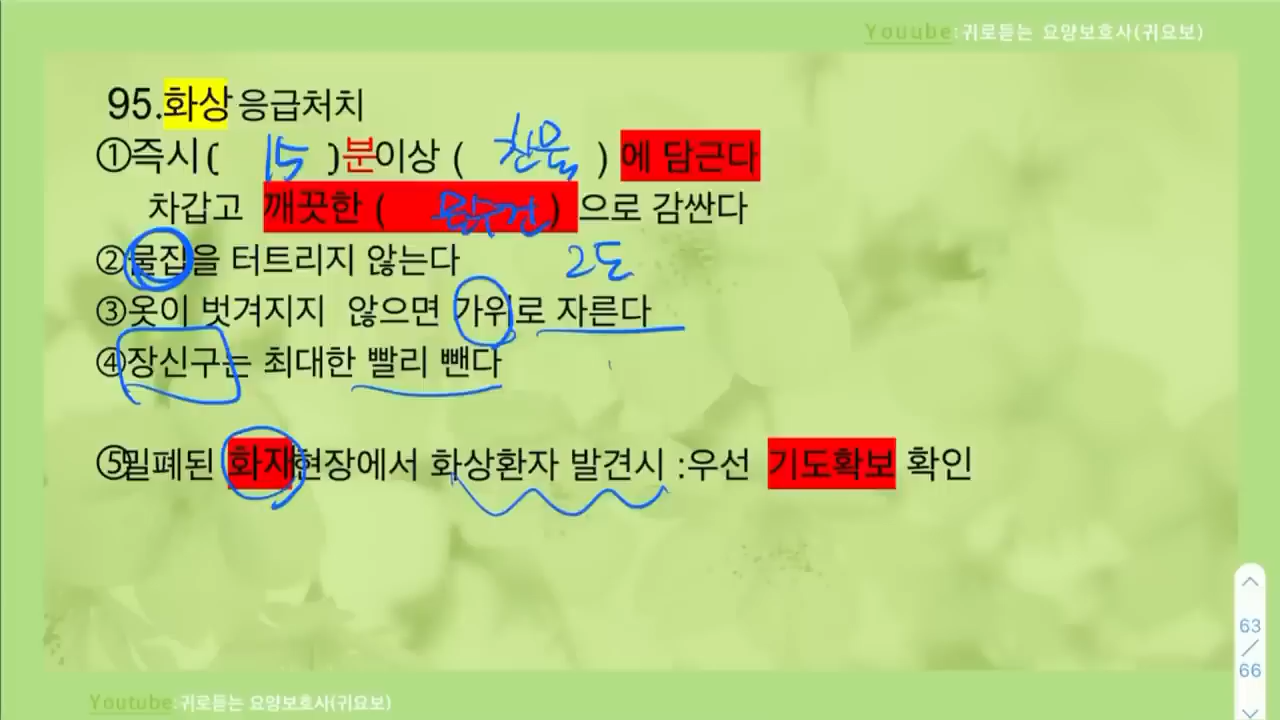 Youube:귀로듣는 요양보호사(귀요보)
95.화상 응급처치
①즉시( 15 )분이상 ( 찬물 ) 에 담근다
차갑고 깨끗한 ( 물수건 ) 으로 감싼다
②물집을 터트리지 않는다 2도
③옷이 벗겨지지 않으면 가위로 자른다
④장신구는 최대한 빨리 뺀다
⑤밀폐된 화재현장에서 화상환자 발견시 :우선 기도확보 확인
63
/
66
Youtube:귀로듣는 요양보호사(귀요보)